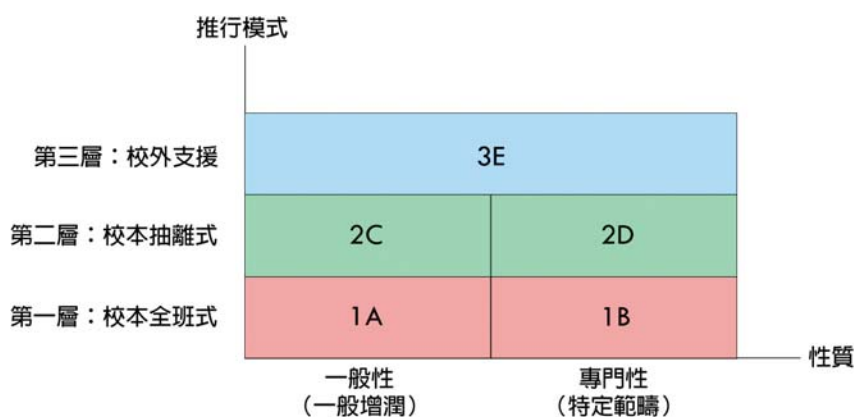 推行模式
第三層：校外支援
3E
第二層：校本抽離式
2C
2D
第一層：校本全班式
1A
1B
性質
一般性
（一般增潤）
專門性
（特定範疇）